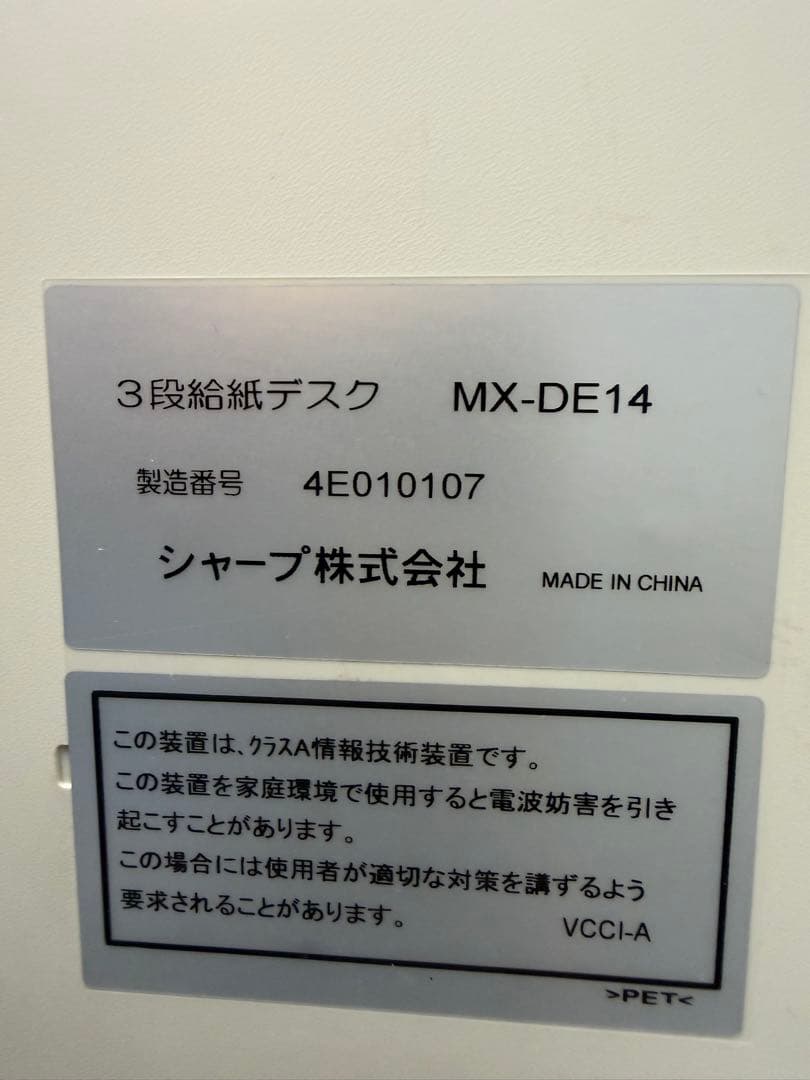 3段給紙デスク MX-DE14
製造番号 4E010107
シャープ株式会社 MADE IN CHINA
この装置は、クラスA情報技術装置です。
この装置を家庭環境で使用すると電波妨害を引き
起こすことがあります。
この場合には使用者が適切な対策を講ずるよう
要求されることがあります。 VCCI-A
>PET<